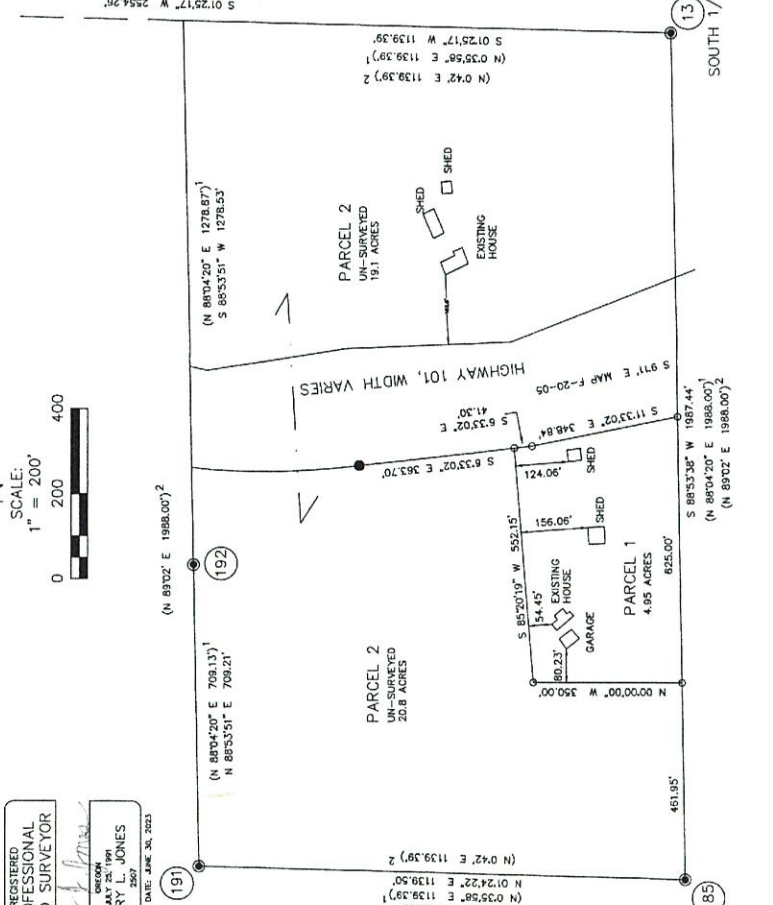 S 01°25'17" W 2554.26'
SCALE:
1" = 200'
0 200 400
REGISTERED
PROFESSIONAL
LAND SURVEYOR
OREGON
JULY 25, 1991
RY L. JONES
2507
DATE: JUNE 30, 2023
191
192
13
85
SOUTH 1/
(N 89°02' E 1988.00')2
(N 88°04'20" E 709.13')1
N 88°53'51" E 709.21'
(N 88°04'20" E 1278.87')1
S 88°53'51" W 1278.53'
S 01°25'17" W 1139.39'
(N 0°35'58" E 1139.39')1
(N 0°42' E 1139.39') 2
PARCEL 2
UN-SURVEYED
19.1 ACRES
SHED
SHED
EXISTING
HOUSE
HIGHWAY 101, WIDTH VARIES
S 9°11' E MAP F-20-05
S 6°33'02" E
41.30'
S 6°33'02" E 363.70'
S 11°33'02" E 348.84'
124.06'
SHED
S 85°20'19" W 552.15'
156.06'
SHED
54.45'
EXISTING
HOUSE
GARAGE
80.23'
PARCEL 1
4.95 ACRES
PARCEL 2
UN-SURVEYED
20.8 ACRES
N 00°00'00" W 350.00'
625.00'
461.95'
S 88°53'38" W 1987.44'
(N 88°04'20" E 1988.00')1
(N 89°02' E 1988.00')2
(N 0°42' E 1139.39') 2
N 01°24'22" E 1139.50'
(N 0°35'58" E 1139.39')1